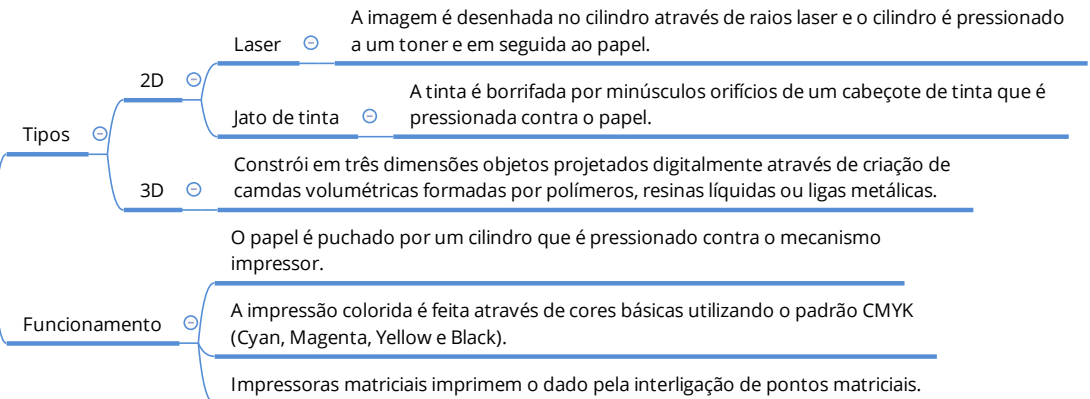 Tipos
2D
Laser
A imagem é desenhada no cilindro através de raios laser e o cilindro é pressionado
a um toner e em seguida ao papel.
Jato de tinta
A tinta é borrifada por minúsculos orifícios de um cabeçote de tinta que é
pressionada contra o papel.
3D
Constrói em três dimensões objetos projetados digitalmente através de criação de
camdas volumétricas formadas por polímeros, resinas líquidas ou ligas metálicas.
Funcionamento
O papel é puchado por um cilindro que é pressionado contra o mecanismo
impressor.
A impressão colorida é feita através de cores básicas utilizando o padrão CMYK
(Cyan, Magenta, Yellow e Black).
Impressoras matriciais imprimem o dado pela interligação de pontos matriciais.